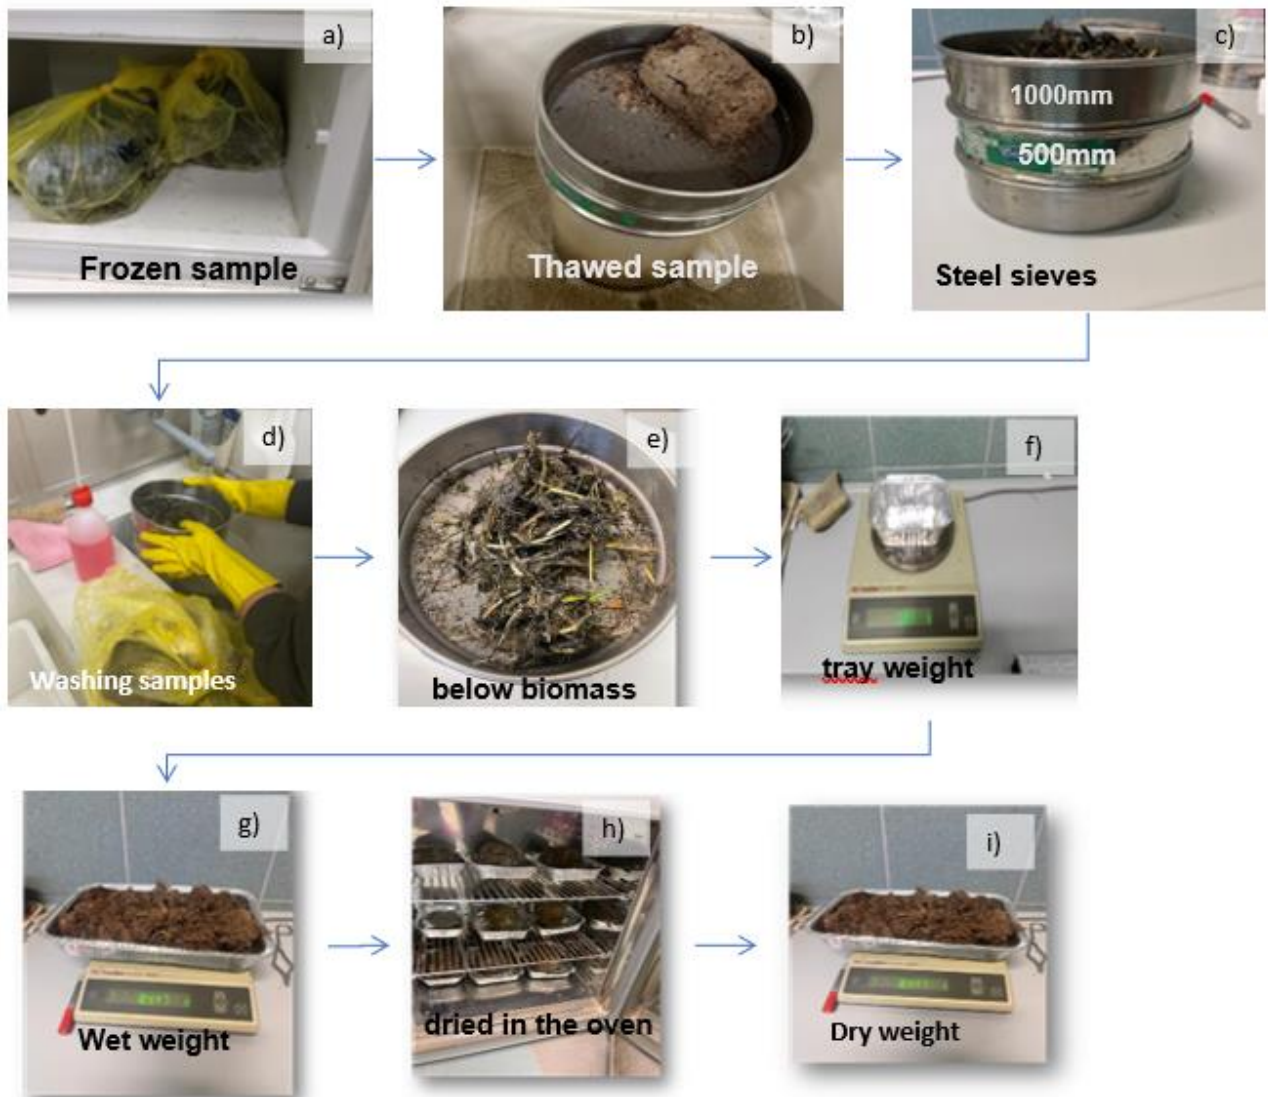 a)
Frozen sample
b)
Thawed sample
c)
1000mm
500mm
Steel sieves
d)
Washing samples
e)
below biomass
f)
tray weight
g)
Wet weight
h)
dried in the oven
i)
Dry weight